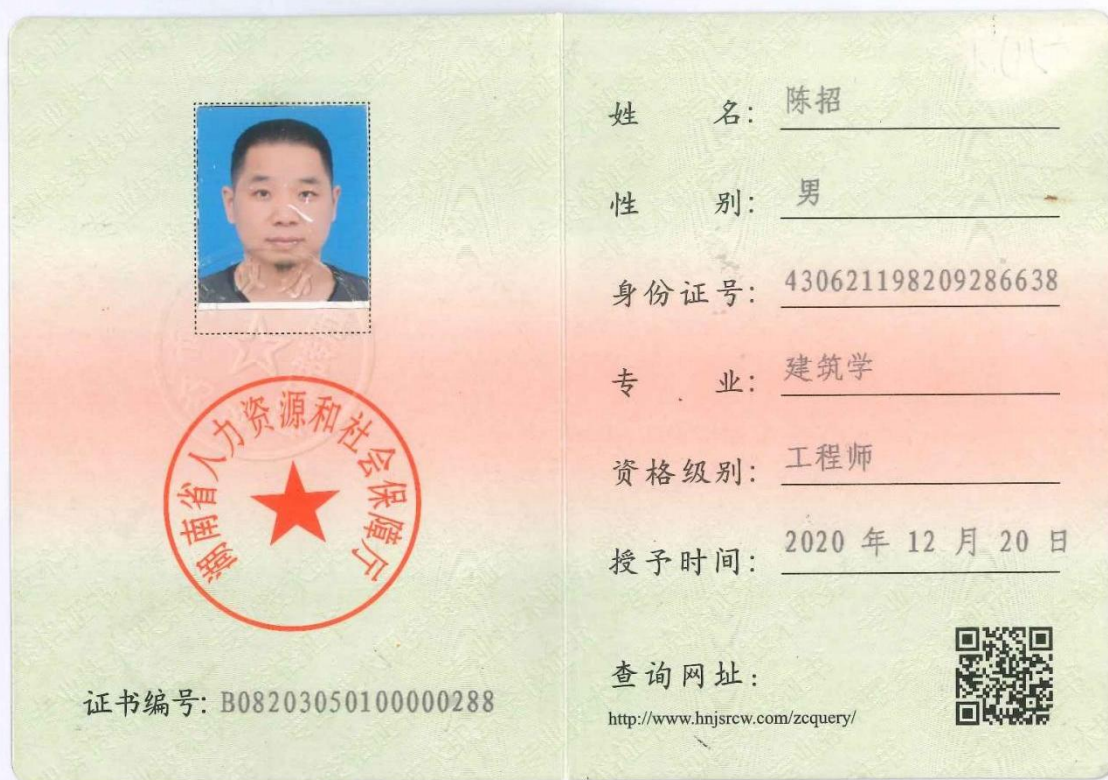 湖南省人力资源和社会保障厅
证书编号: B08203050100000288
姓 名: 陈招
性 别: 男
身份证号: 430621198209286638
专 业: 建筑学
资格级别: 工程师
授予时间: 2020 年 12 月 20 日
查询网址:
http://www.hnjsrcw.com/zcquery/